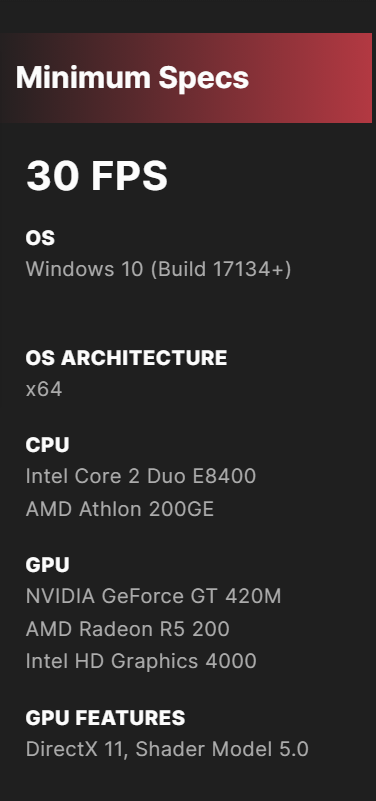 Minimum Specs
30 FPS
OS
Windows 10 (Build 17134+)
OS ARCHITECTURE
x64
CPU
Intel Core 2 Duo E8400
AMD Athlon 200GE
GPU
NVIDIA GeForce GT 420M
AMD Radeon R5 200
Intel HD Graphics 4000
GPU FEATURES
DirectX 11, Shader Model 5.0